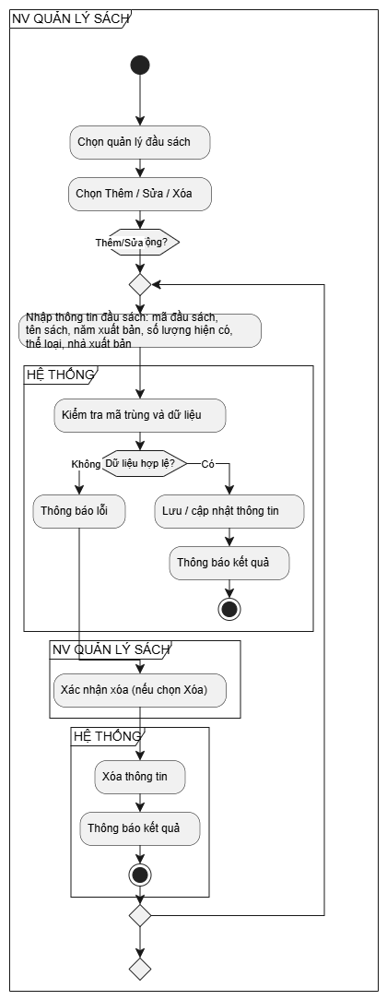 NV QUẢN LÝ SÁCH
Chọn quản lý đầu sách
Chọn Thêm / Sửa / Xóa
Thêm/Sửa ộng?
Nhập thông tin đầu sách: mã đầu sách,
tên sách, năm xuất bản, số lượng hiện có,
thể loại, nhà xuất bản
HỆ THỐNG
Kiểm tra mã trùng và dữ liệu
Không
Dữ liệu hợp lệ?
Có
Thông báo lỗi
Lưu / cập nhật thông tin
Thông báo kết quả
NV QUẢN LÝ SÁCH
Xác nhận xóa (nếu chọn Xóa)
HỆ THỐNG
Xóa thông tin
Thông báo kết quả